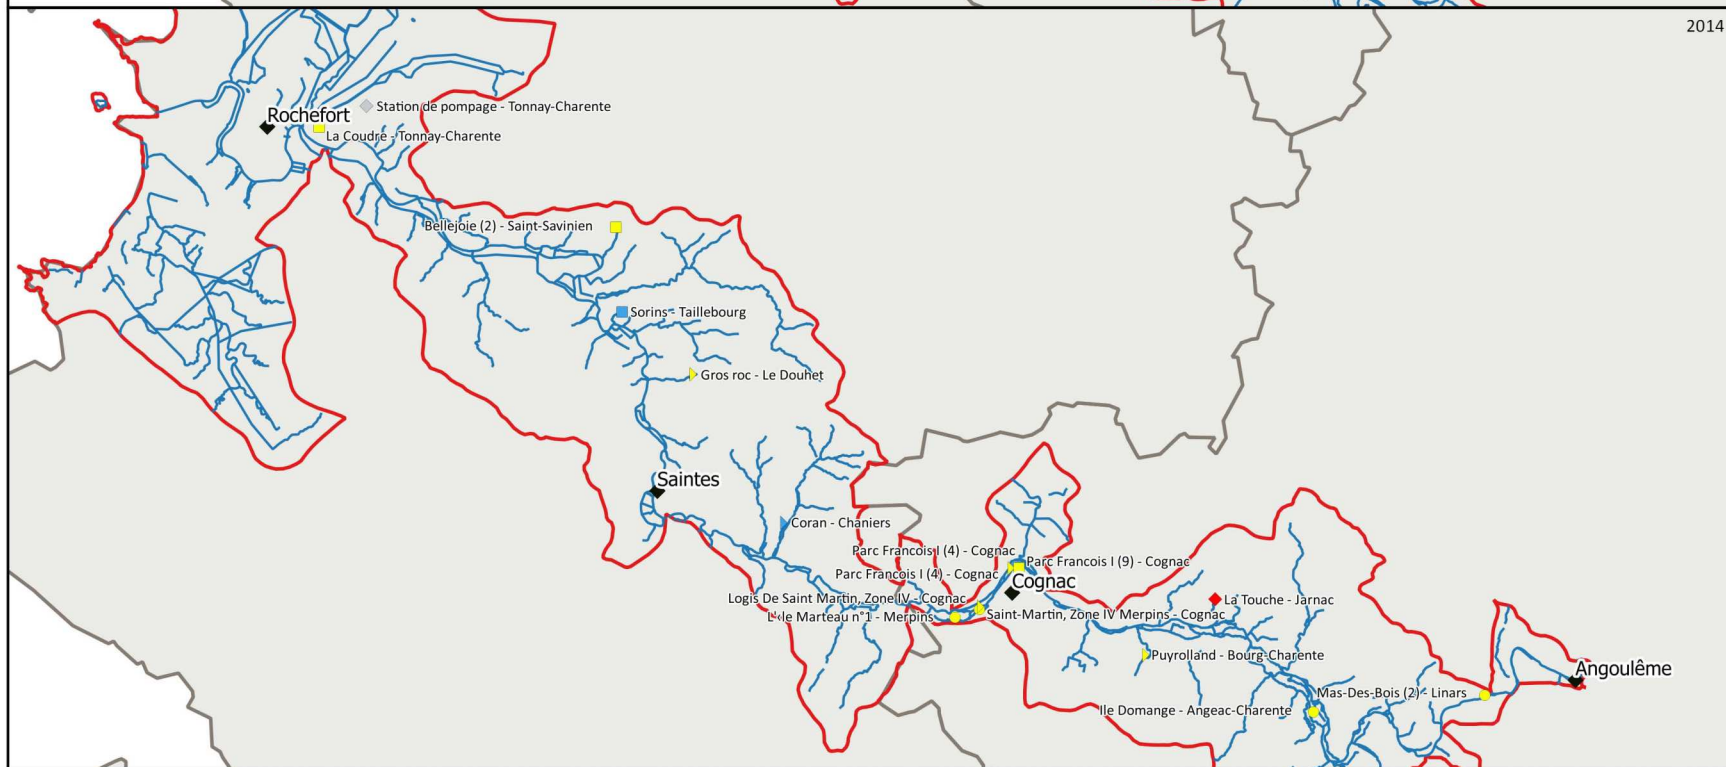 2014
Station de pompage - Tonnay-Charente
Rochefort
La Coudre - Tonnay-Charente
Bellejoie (2) - Saint-Savinien
Sorins - Taillebourg
Gros roc - Le Douhet
Saintes
Coran - Chaniers
Parc Francois I (4) - Cognac
Parc Francois I (9) - Cognac
Parc Francois I (4) - Cognac
Cognac
Logis De Saint Martin, Zone IV - Cognac
La Touche - Jarnac
Saint-Martin, Zone IV Merpins - Cognac
Marteau n°1 - Merpins
Puyrolland - Bourg-Charente
Angoulême
Mas-Des-Bois (2) - Linars
Ile Domange - Angeac-Charente